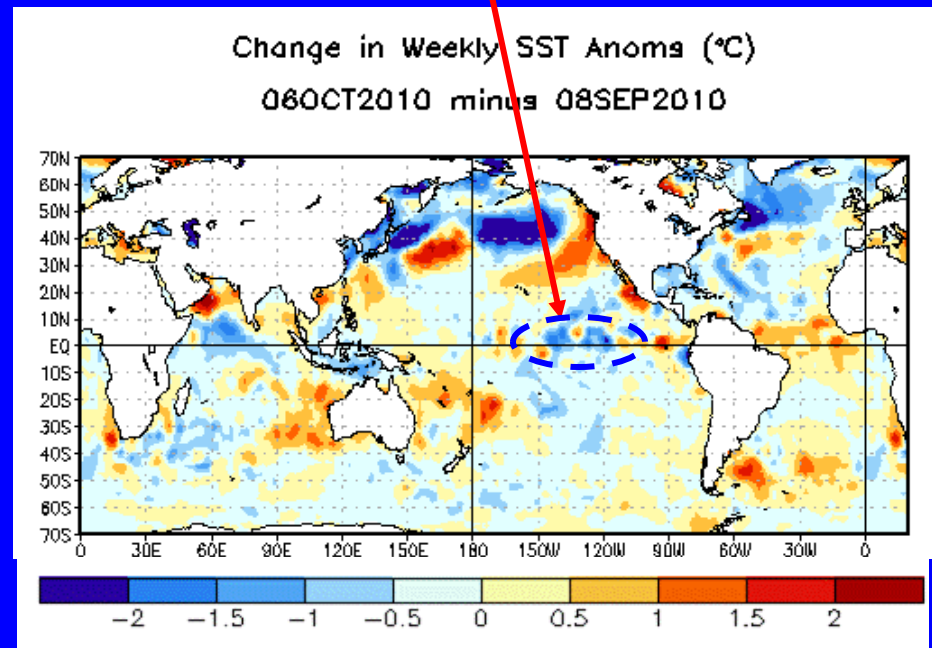 Change in Weekly SST Anoms (°C)
06OCT2010 minus 08SEP2010
70N
60N
50N
40N
30N
20N
10N
EQ
10S
20S
30S
40S
50S
60S
70S
0 30E 60E 90E 120E 150E 180 150W 120W 90W 60W 30W 0
-2 -1.5 -1 -0.5 0 0.5 1 1.5 2